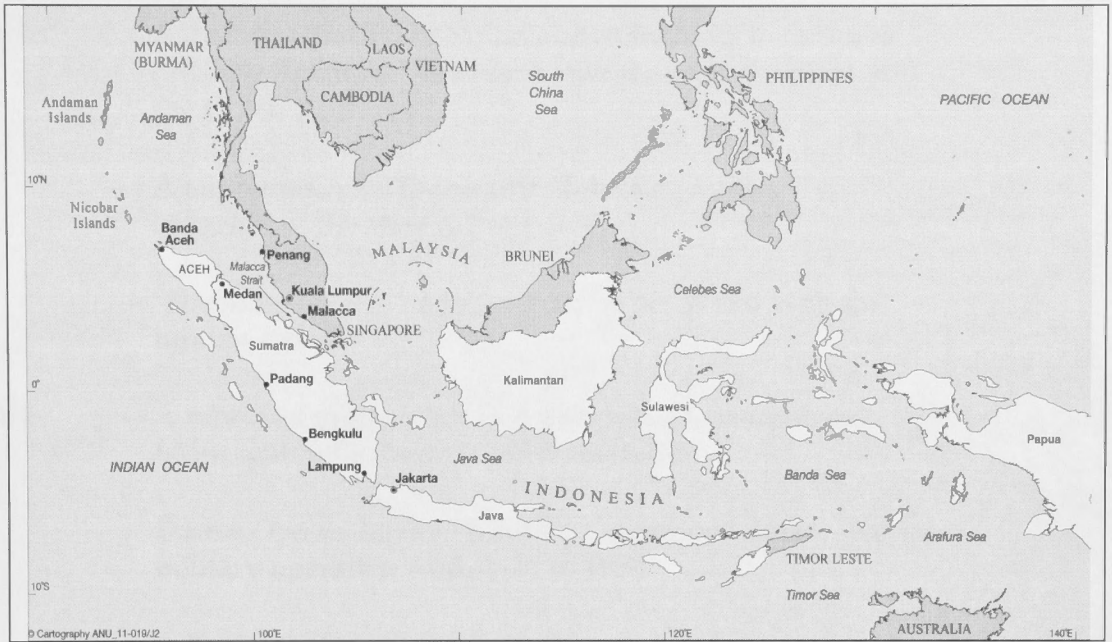 MYANMAR
(BURMA)
THAILAND
LAOS
VIETNAM
CAMBODIA
South
China
Sea
PHILIPPINES
PACIFIC OCEAN
Andaman
Islands
Andaman
Sea
10°N
Nicobar
Islands
Banda
Aceh
ACEH
Malacca
Strait
Penang
MALAYSIA
BRUNEI
Medan
Kuala Lumpur
Malacca
SINGAPORE
Celebes Sea
Sumatra
0°
Padang
Kalimantan
Sulawesi
Papua
Bengkulu
INDIAN OCEAN
Lampung
Java Sea
Jakarta
INDONESIA
Banda Sea
Java
Arafura Sea
TIMOR LESTE
10°S
Timor Sea
© Cartography ANU_11-019/J2
100°E
120°E
AUSTRALIA
140°E